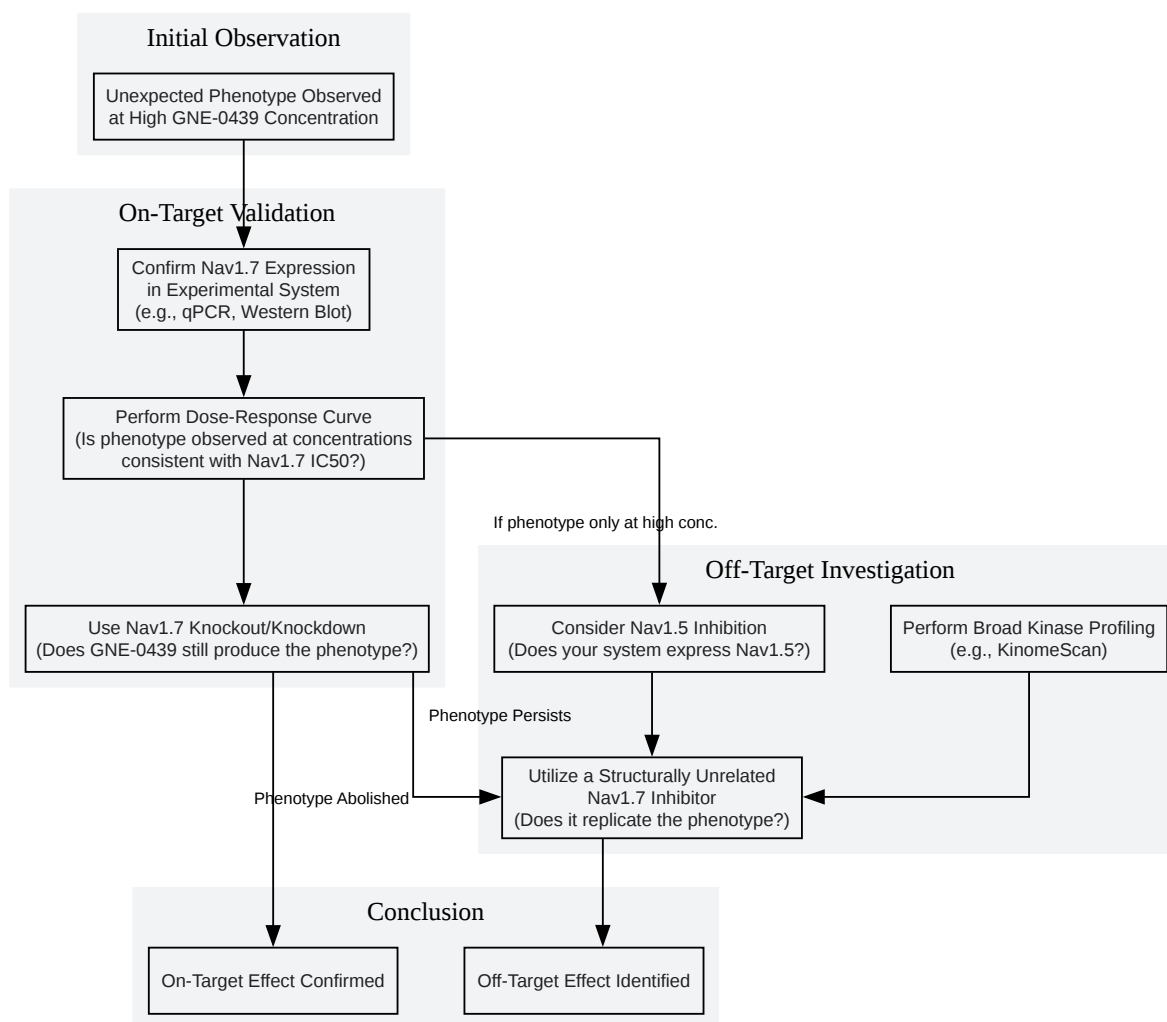 Initial Observation
Unexpected Phenotype Observed
at High GNE-0439 Concentration
On-Target Validation
Confirm Nav1.7 Expression
in Experimental System
(e.g., qPCR, Western Blot)
Perform Dose-Response Curve
(Is phenotype observed at concentrations
consistent with Nav1.7 IC50?)
If phenotype only at high conc.
Off-Target Investigation
Use Nav1.7 Knockout/Knockdown
(Does GNE-0439 still produce the phenotype?)
Consider Nav1.5 Inhibition
(Does your system express Nav1.5?)
Perform Broad Kinase Profiling
(e.g., KinomeScan)
Phenotype Persists
Utilize a Structurally Unrelated
Nav1.7 Inhibitor
(Does it replicate the phenotype?)
Phenotype Abolished
Conclusion
On-Target Effect Confirmed
Off-Target Effect Identified